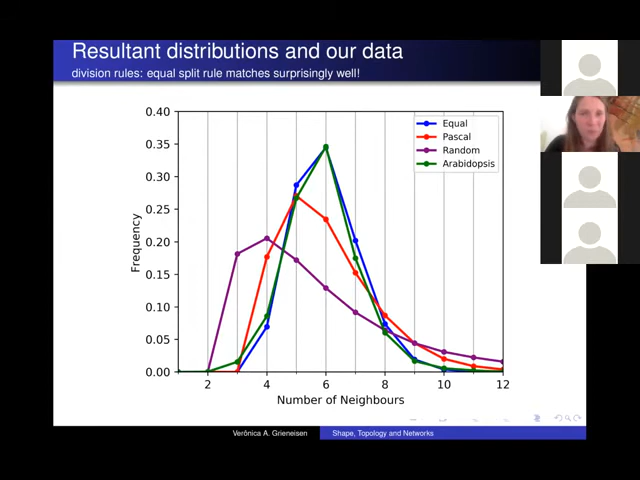 Resultant distributions and our data
division rules: equal split rule matches surprisingly well!
0.40
0.35
0.30
0.25
0.20
0.15
0.10
0.05
0.00
Frequency
Equal
Pascal
Random
Arabidopsis
2 4 6 8 10 12
Number of Neighbours
Verônica A. Grieneisen Shape, Topology and Networks